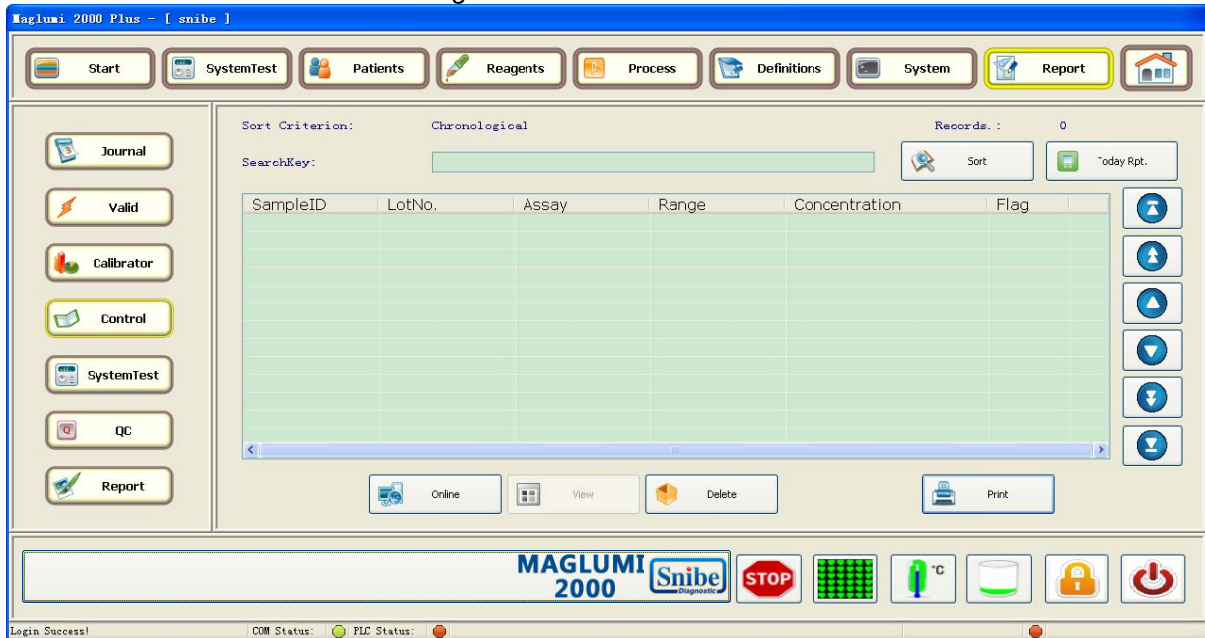 Maglumi 2000 Plus - [ snibe ]
Start SystemTest Patients Reagents Process Definitions System Report
Journal
Valid
Calibrator
Control
SystemTest
QC
Report
Sort Criterion: Chronological Records.: 0
SearchKey: Sort Today Rpt.
SampleID LotNo. Assay Range Concentration Flag
Online View Delete Print
MAGLUMI
2000
Snibe
Diagnostic
STOP
°C
Login Success! COM Status: PLC Status: